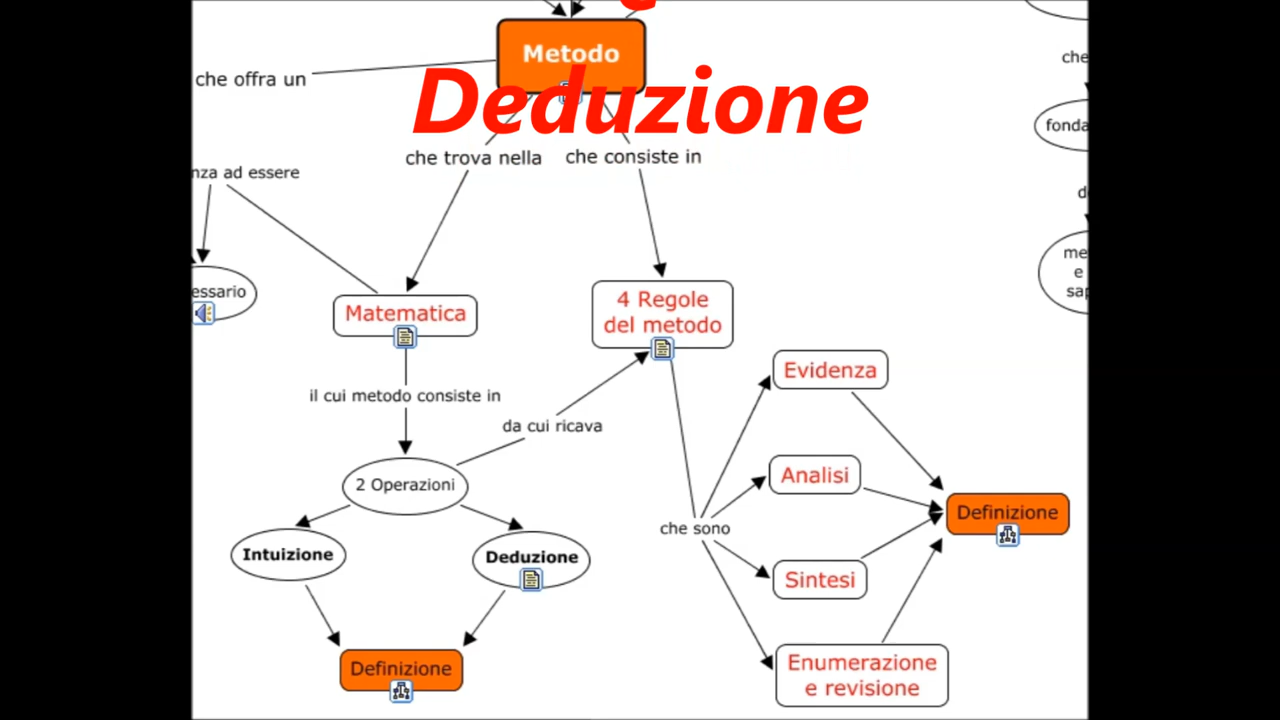 Metodo
Deduzione
che offra un
che
fonda
che trova nella
che consiste in
nza ad essere
essario
me
e
sap
Matematica
4 Regole
del metodo
Evidenza
il cui metodo consiste in
da cui ricava
2 Operazioni
Analisi
Definizione
che sono
Intuizione
Deduzione
Sintesi
Definizione
Enumerazione
e revisione